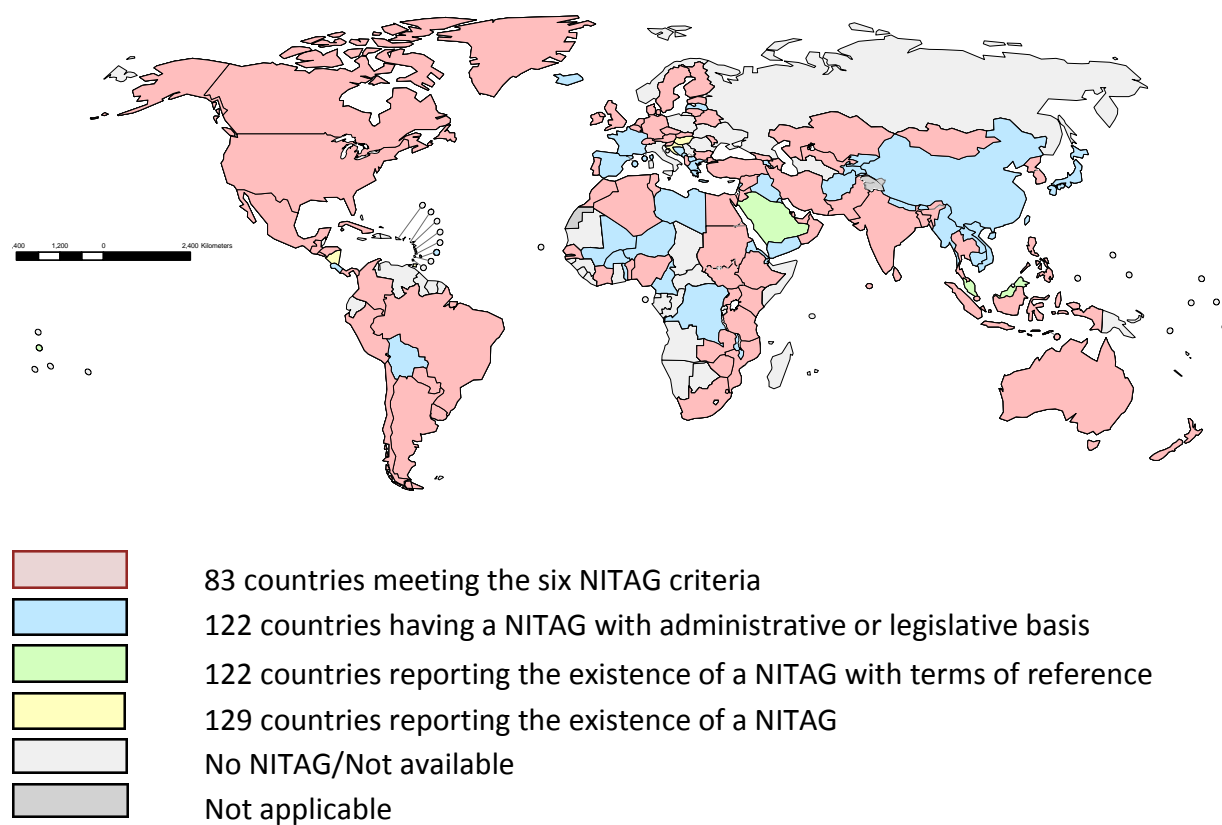 ,400 1,200 0 2,400 Kilometers
83 countries meeting the six NITAG criteria
122 countries having a NITAG with administrative or legislative basis
122 countries reporting the existence of a NITAG with terms of reference
129 countries reporting the existence of a NITAG
No NITAG/Not available
Not applicable